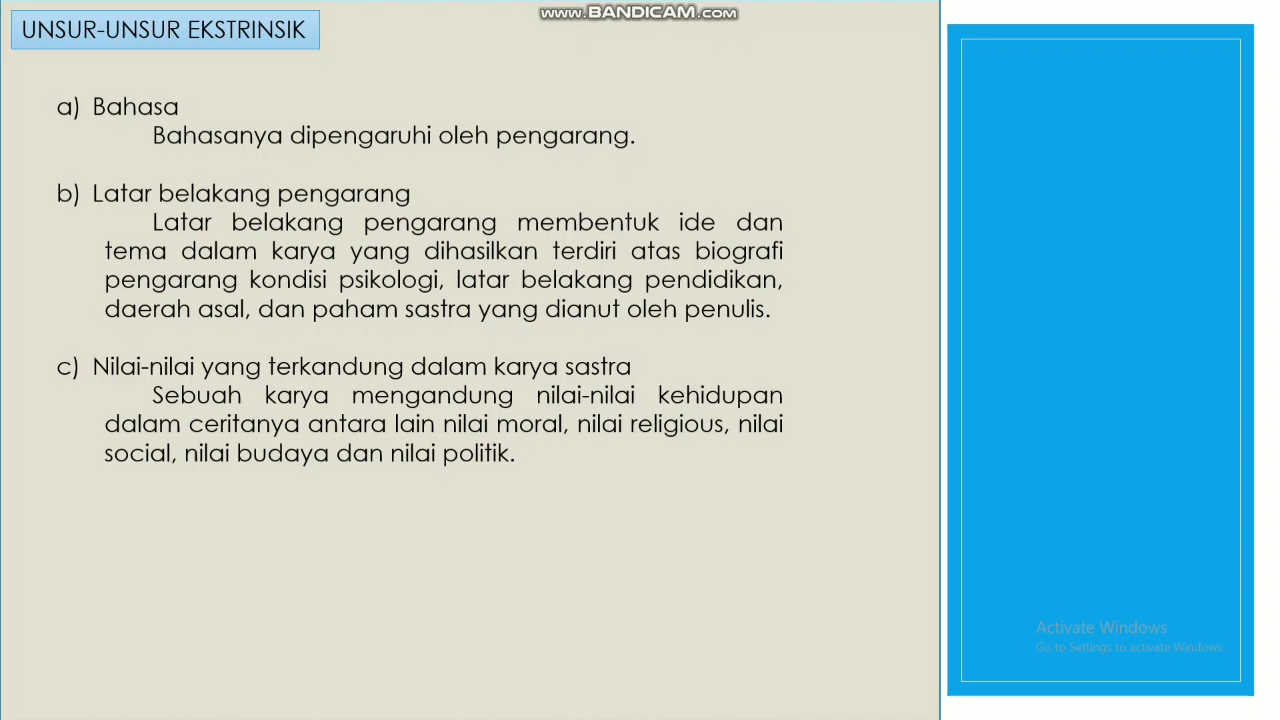 www.BANDICAM.com
UNSUR-UNSUR EKSTRINSIK
a) Bahasa
Bahasanya dipengaruhi oleh pengarang.
b) Latar belakang pengarang
Latar belakang pengarang membentuk ide dan
tema dalam karya yang dihasilkan terdiri atas biografi
pengarang kondisi psikologi, latar belakang pendidikan,
daerah asal, dan paham sastra yang dianut oleh penulis.
c) Nilai-nilai yang terkandung dalam karya sastra
Sebuah karya mengandung nilai-nilai kehidupan
dalam ceritanya antara lain nilai moral, nilai religious, nilai
social, nilai budaya dan nilai politik.
Activate Windows
Go to Settings to activate Windows.